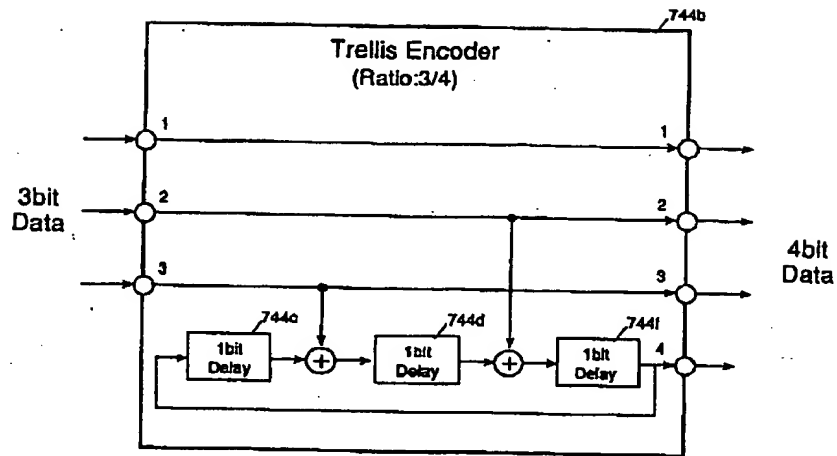 744b
Trellis Encoder
(Ratio:3/4)
1
1
3bit
Data
2
2
4bit
Data
3
3
744c
744d
744f
1bit
Delay
+
1bit
Delay
+
1bit
Delay
4